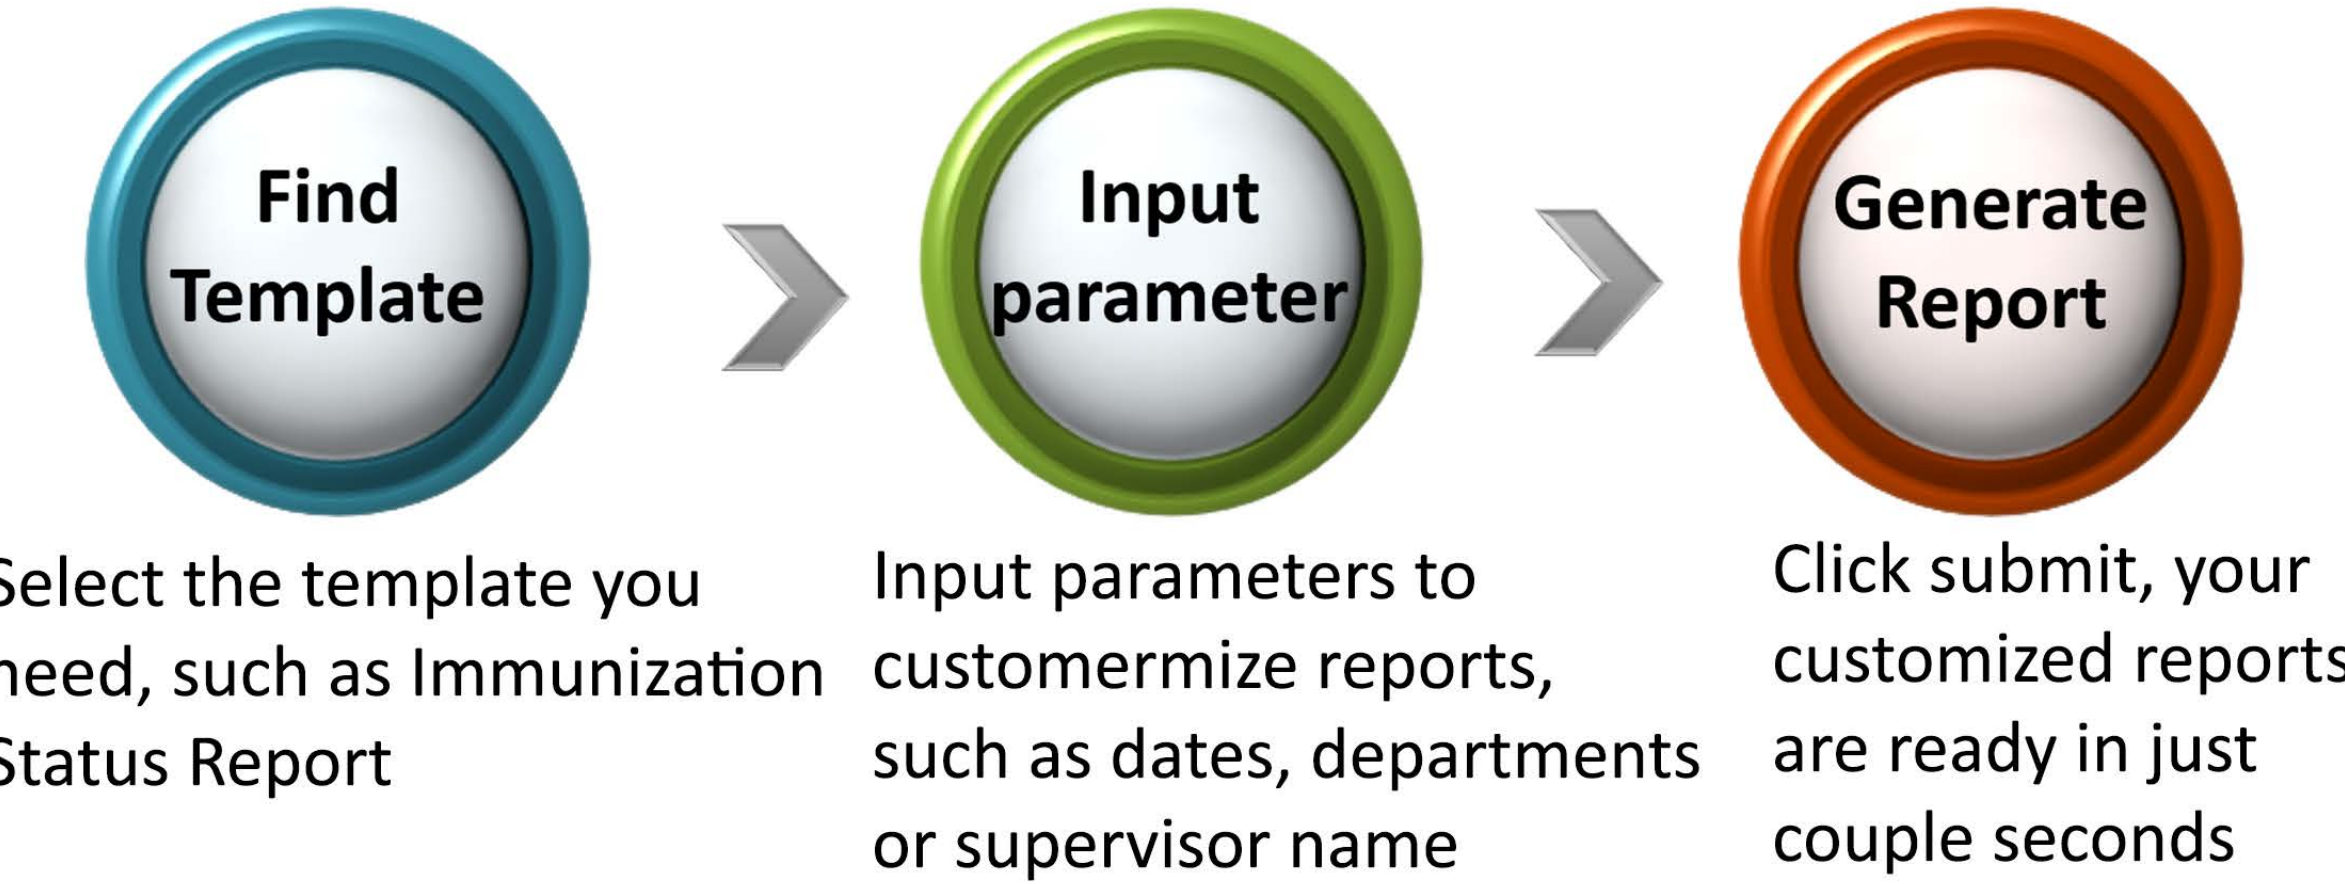 Find
Template
Input
parameter
Generate
Report
Select the template you
need, such as Immunization
Status Report
Input parameters to
customermize reports,
such as dates, departments
or supervisor name
Click submit, your
customized reports
are ready in just
couple seconds